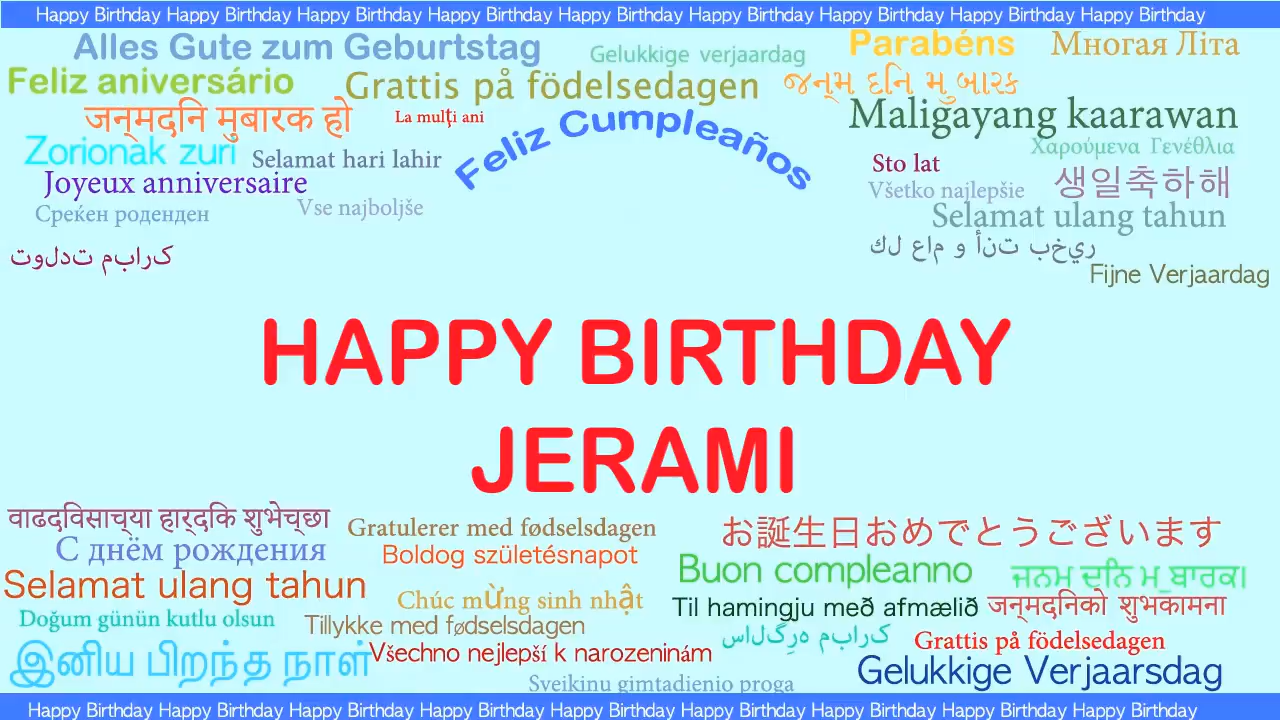 Happy Birthday Happy Birthday Happy Birthday Happy Birthday Happy Birthday Happy Birthday Happy Birthday Happy Birthday Happy Birthday
Alles Gute zum Geburtstag
Gelukkige verjaardag
Parabéns
Многая Літа
Feliz aniversário
Grattis på födelsedagen
જન્મ દિન મુબારક
जन्मदिन मुबारक हो
La mulţi ani
Feliz Cumpleaños
Maligayang kaarawan
Zorionak zuri
Selamat hari lahir
Χαρούμενα Γενέθλια
Sto lat
Joyeux anniversaire
Všetko najlepšie
생일축하해
Среќен роденден
Vse najboljše
Selamat ulang tahun
تولدت مبارک
كل عام و أنت بخير
Fijne Verjaardag
HAPPY BIRTHDAY
JERAMI
वाढदिवसाच्या हार्दिक शुभेच्छा
Gratulerer med fødselsdagen
お誕生日おめでとうございます
С днём рождения
Boldog születésnapot
Buon compleanno
ਜਨਮ ਦਿਨ ਮੁਬਾਰਕ।
Selamat ulang tahun
Chúc mừng sinh nhật
Til hamingju með afmælið
जन्मदिनको शुभकामना
Doğum günün kutlu olsun
Tillykke med fødselsdagen
سالگرہ مبارک
Grattis på födelsedagen
இனிய பிறந்த நாள்
Všechno nejlepší k narozeninám
Gelukkige Verjaarsdag
Sveikinu gimtadienio proga
Happy Birthday Happy Birthday Happy Birthday Happy Birthday Happy Birthday Happy Birthday Happy Birthday Happy Birthday Happy Birthday